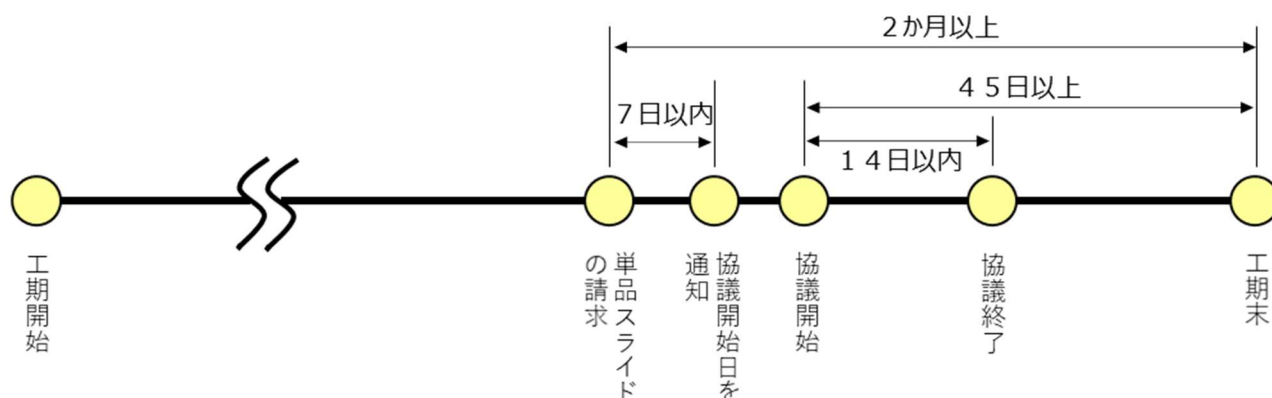 2か月以上
45日以上
7日以内
14日以内
工期開始
単品スライド
の請求
協議開始日を
通知
協議開始
協議終了
工期末